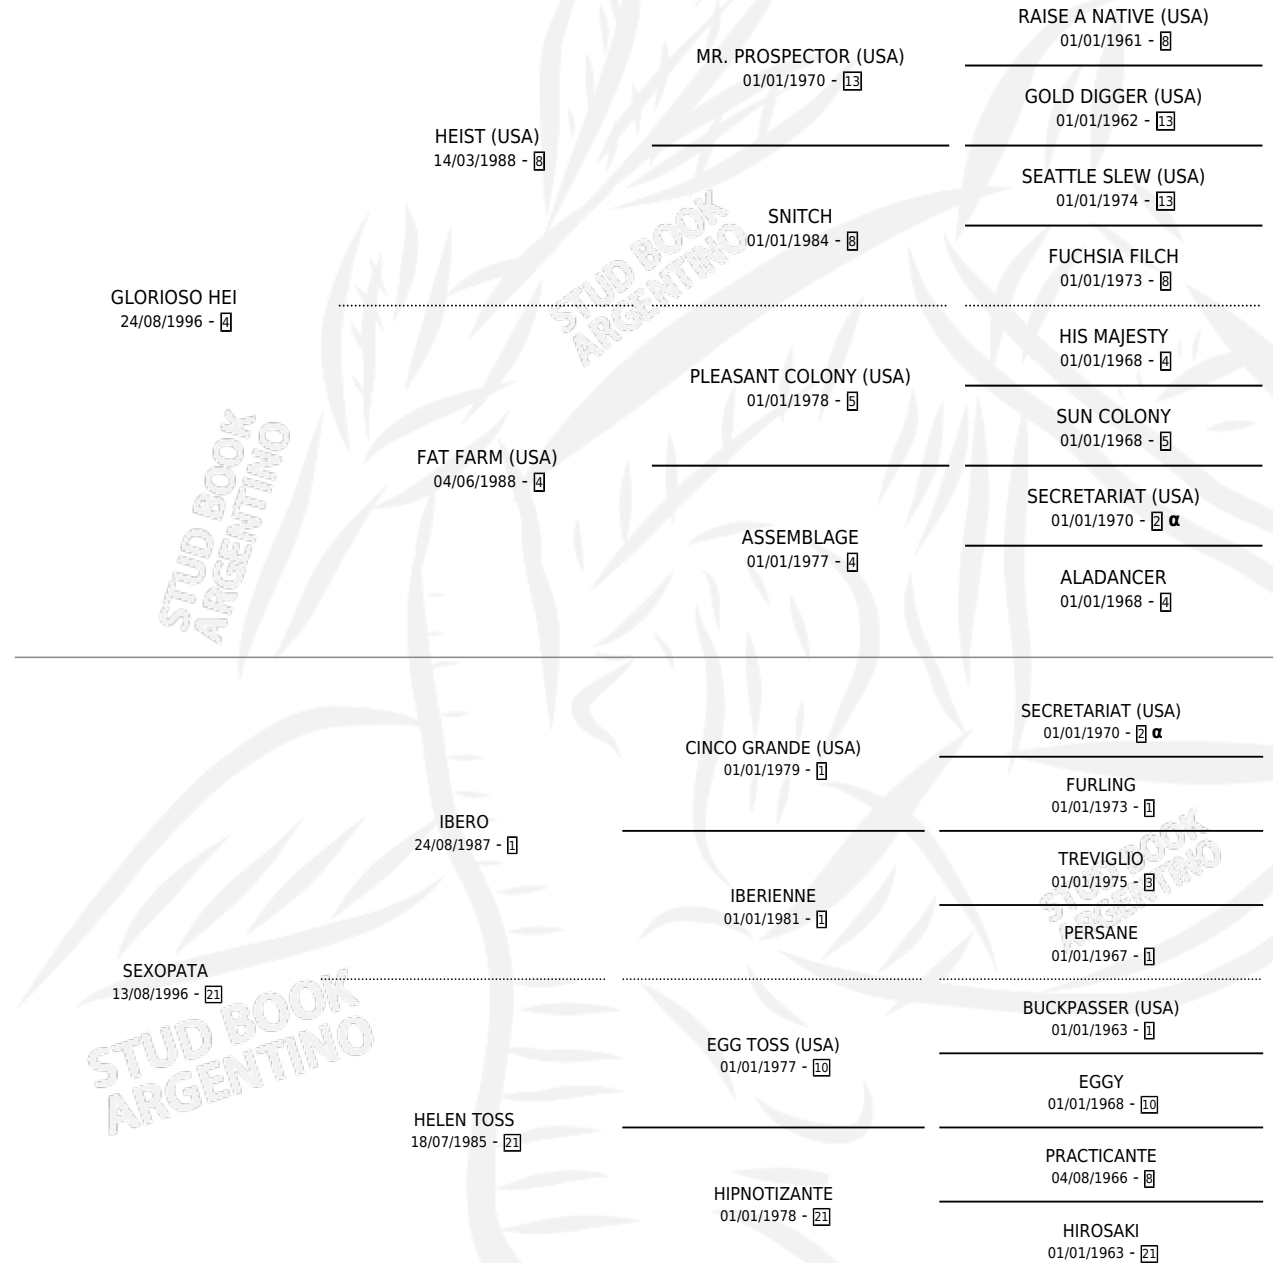 RAISE A NATIVE (USA)
01/01/1961 - 8
MR. PROSPECTOR (USA)
01/01/1970 - 13
GOLD DIGGER (USA)
01/01/1962 - 13
HEIST (USA)
14/03/1988 - 8
SEATTLE SLEW (USA)
01/01/1974 - 13
SNITCH
01/01/1984 - 8
FUCHSIA FILCH
01/01/1973 - 8
GLORIOSO HEI
24/08/1996 - 4
HIS MAJESTY
01/01/1968 - 4
PLEASANT COLONY (USA)
01/01/1978 - 5
SUN COLONY
01/01/1968 - 5
FAT FARM (USA)
04/06/1988 - 4
SECRETARIAT (USA)
01/01/1970 - 2 α
ASSEMBLAGE
01/01/1977 - 4
ALADANCER
01/01/1968 - 4
SECRETARIAT (USA)
01/01/1970 - 2 α
CINCO GRANDE (USA)
01/01/1979 - 1
FURLING
01/01/1973 - 1
IBERO
24/08/1987 - 1
TREVIGLIO
01/01/1975 - 3
IBERIENNE
01/01/1981 - 1
PERSANE
01/01/1967 - 1
SEXOPATA
13/08/1996 - 21
BUCKPASSER (USA)
01/01/1963 - 1
EGG TOSS (USA)
01/01/1977 - 10
EGGY
01/01/1968 - 10
HELEN TOSS
18/07/1985 - 21
PRACTICANTE
04/08/1966 - 8
HIPNOTIZANTE
01/01/1978 - 21
HIROSAKI
01/01/1963 - 21
STUD BOOK
ARGENTINO
STUD BOOK
ARGENTINO
STUD BOOK
ARGENTINO
STUD BOOK
ARGENTINO